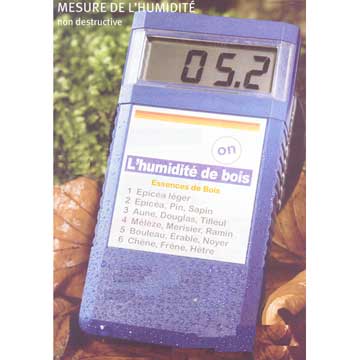 MESURE DE L'HUMIDITÉ
non destructive
05.2
on
L'humidité de bois
Essences de Bois
1 Epicéa léger
2 Epicéa, Pin, Sapin
3 Aune, Douglas, Tilleul
4 Mélèze, Merisier, Ramin
5 Bouleau, Erable, Noyer
6 Chêne, Frêne, Hêtre